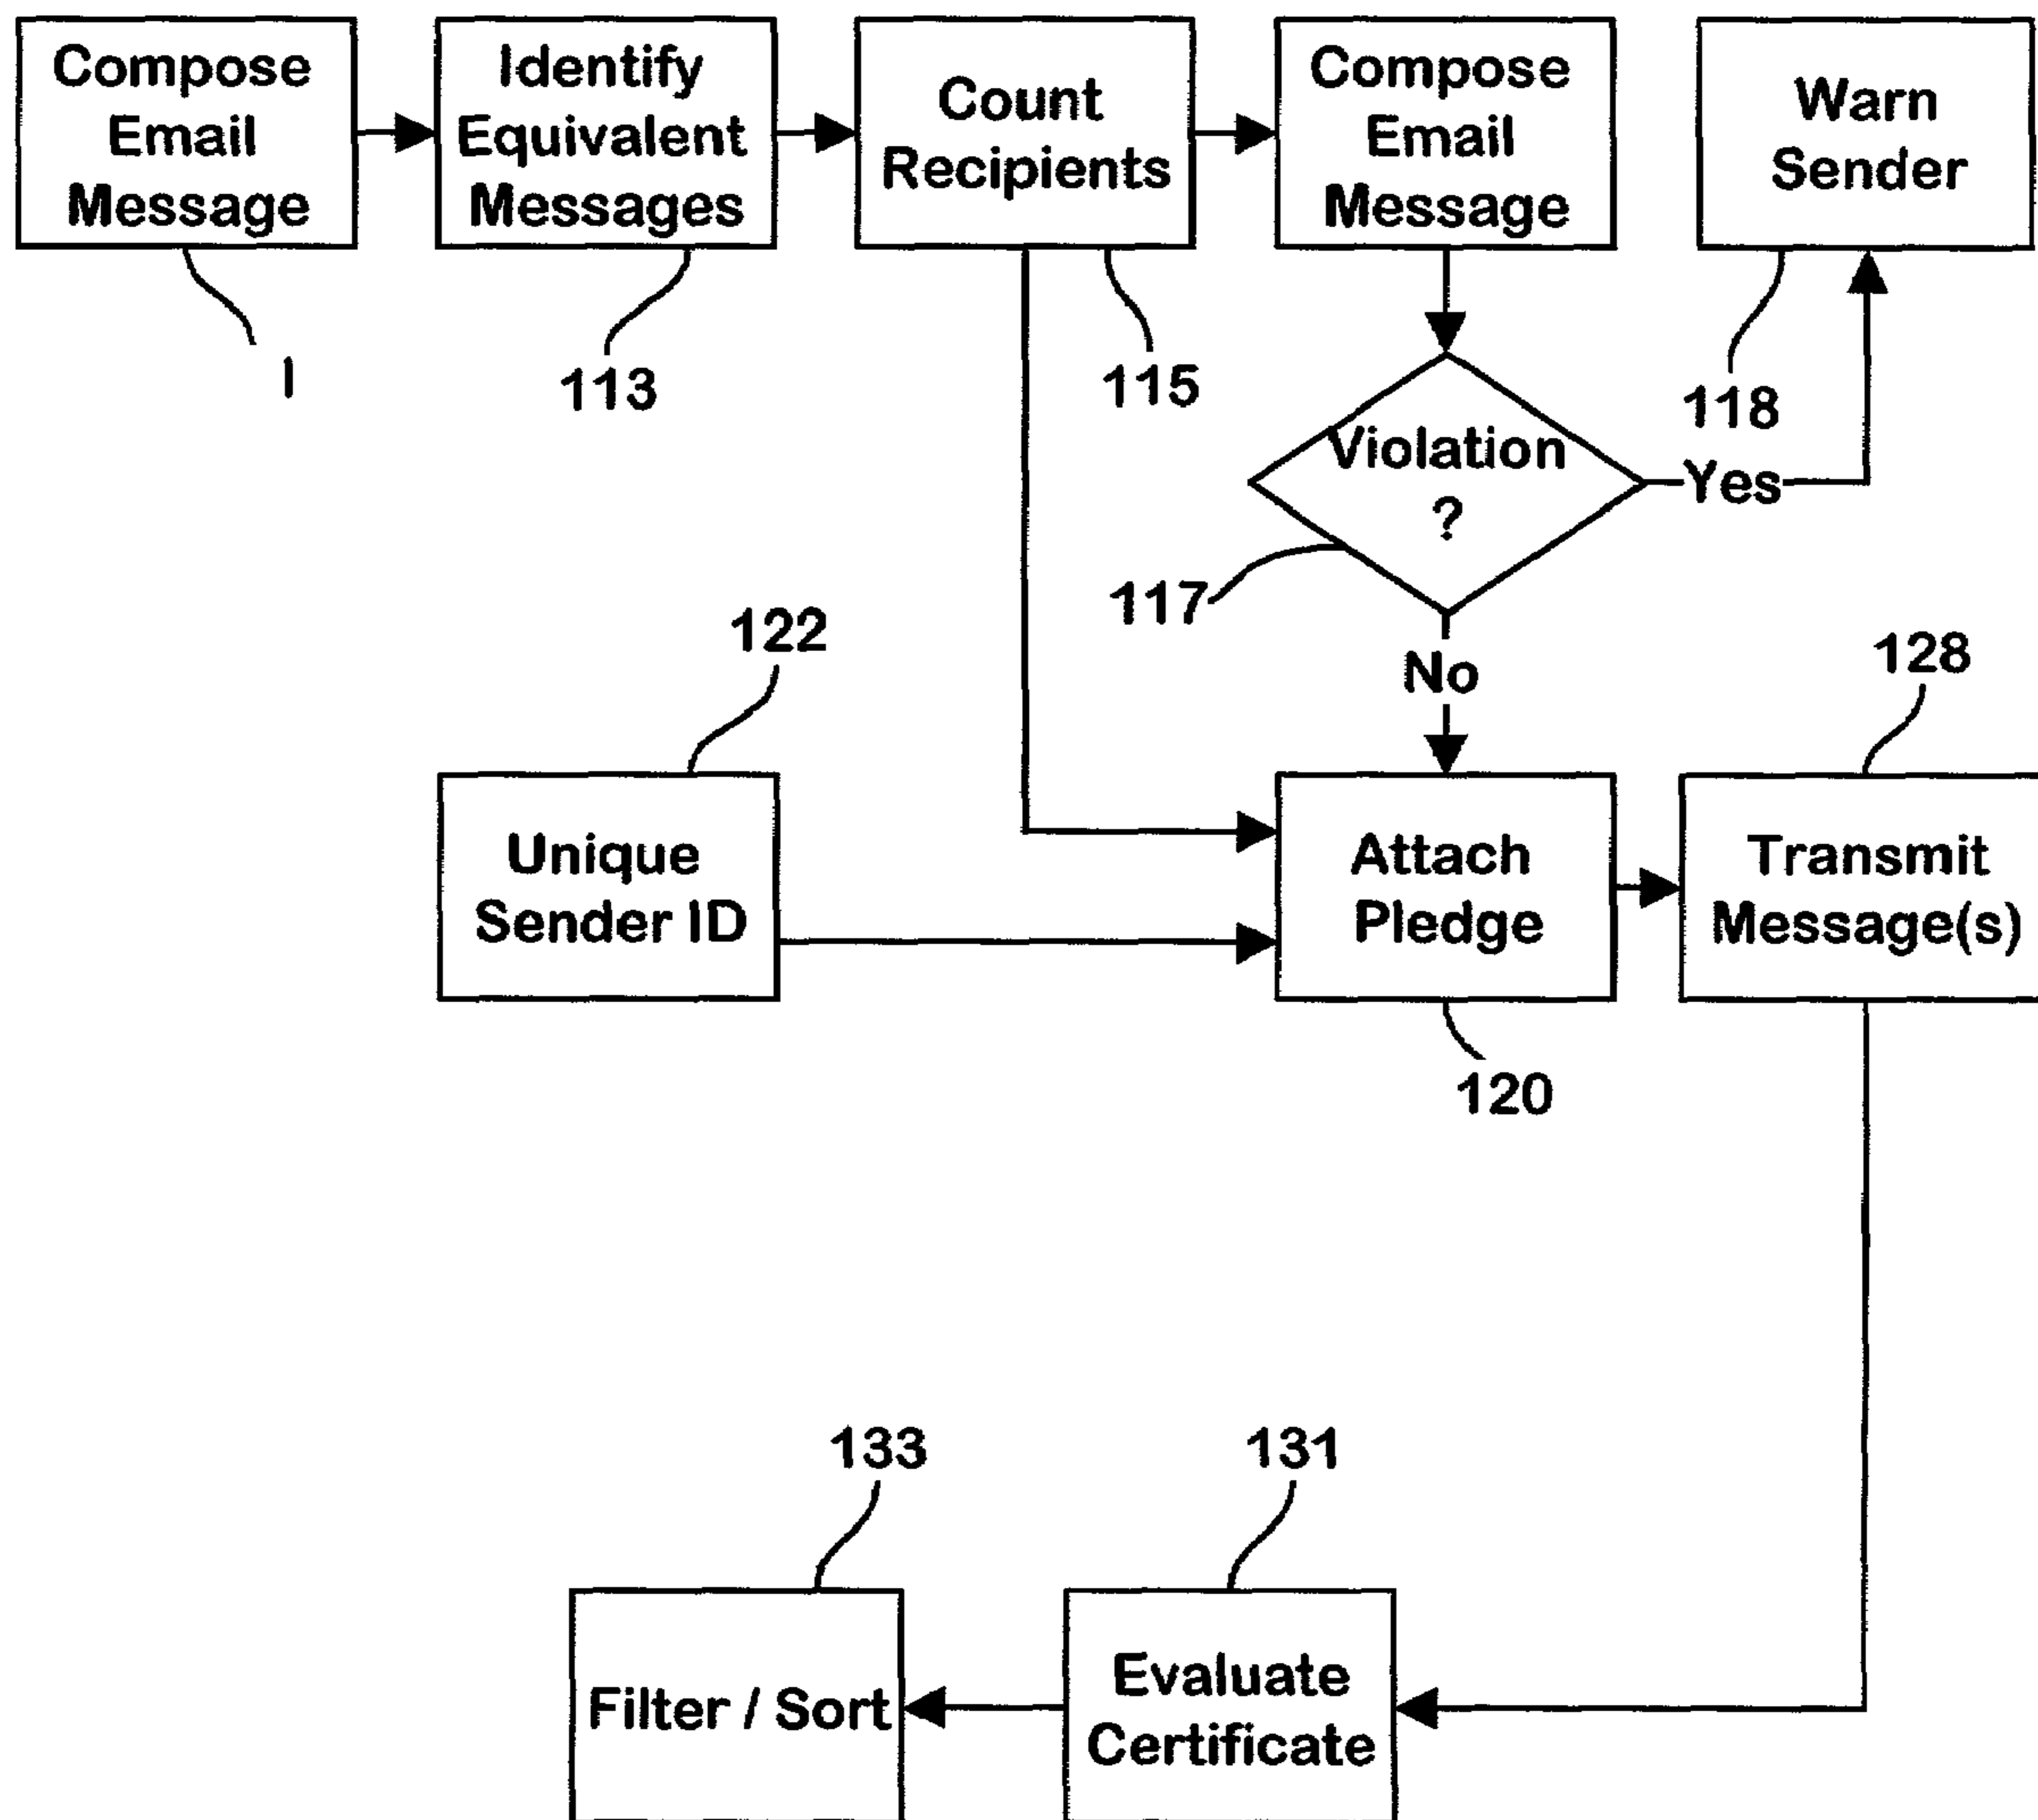 Compose
Email
Message
Identify
Equivalent
Messages
Count
Recipients
Compose
Email
Message
Warn
Sender
1
113
115
118
Violation
?
Yes
117
No
122
128
Unique
Sender ID
Attach
Pledge
Transmit
Message(s)
120
133
131
Filter / Sort
Evaluate
Certificate